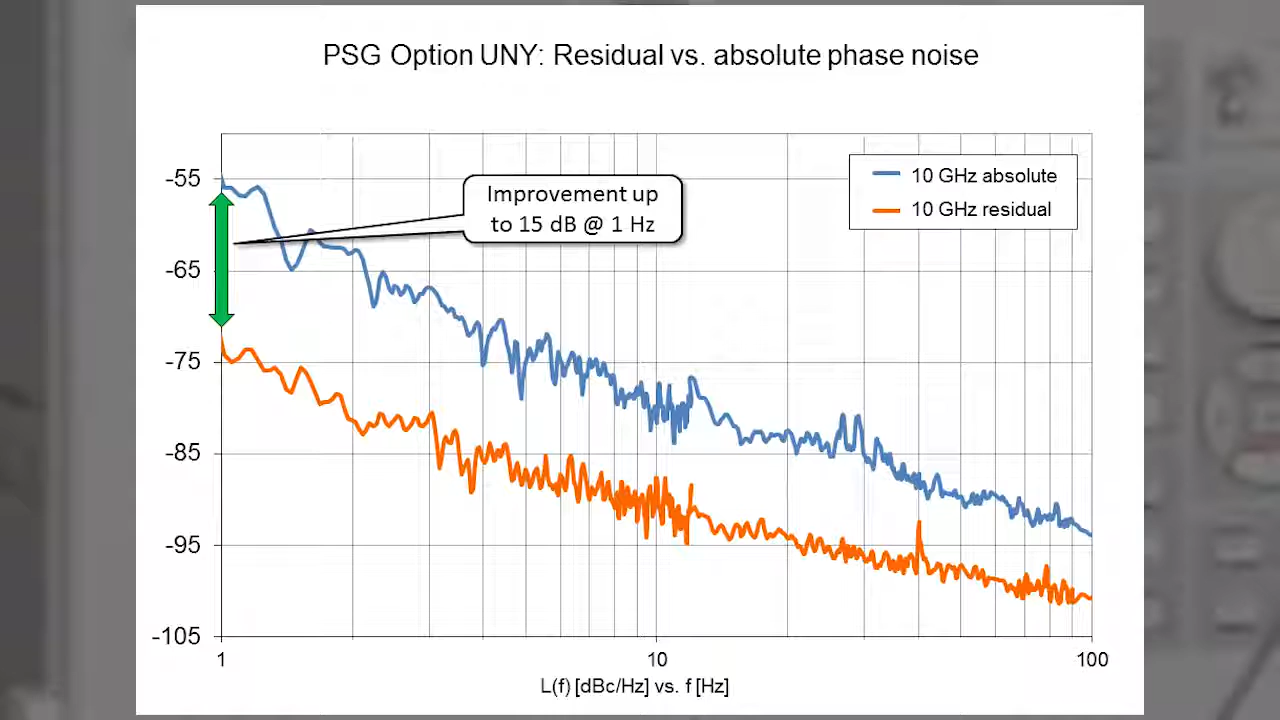 PSG Option UNY: Residual vs. absolute phase noise
-55
-65
-75
-85
-95
-105
Improvement up
to 15 dB @ 1 Hz
10 GHz absolute
10 GHz residual
1
10
100
L(f) [dBc/Hz] vs. f [Hz]